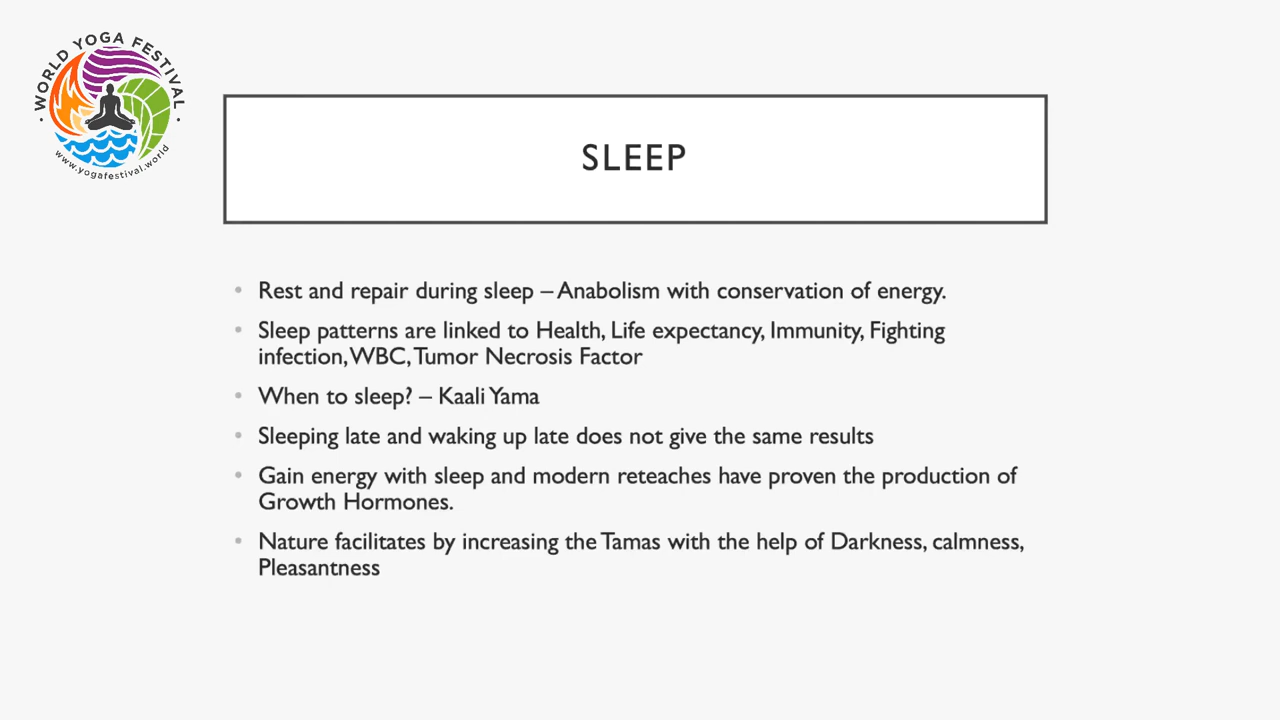 WORLD YOGA FESTIVAL
www.yogafestival.world
SLEEP
• Rest and repair during sleep – Anabolism with conservation of energy.
• Sleep patterns are linked to Health, Life expectancy, Immunity, Fighting
infection, WBC, Tumor Necrosis Factor
• When to sleep? – Kaali Yama
• Sleeping late and waking up late does not give the same results
• Gain energy with sleep and modern reteaches have proven the production of
Growth Hormones.
• Nature facilitates by increasing the Tamas with the help of Darkness, calmness,
Pleasantness